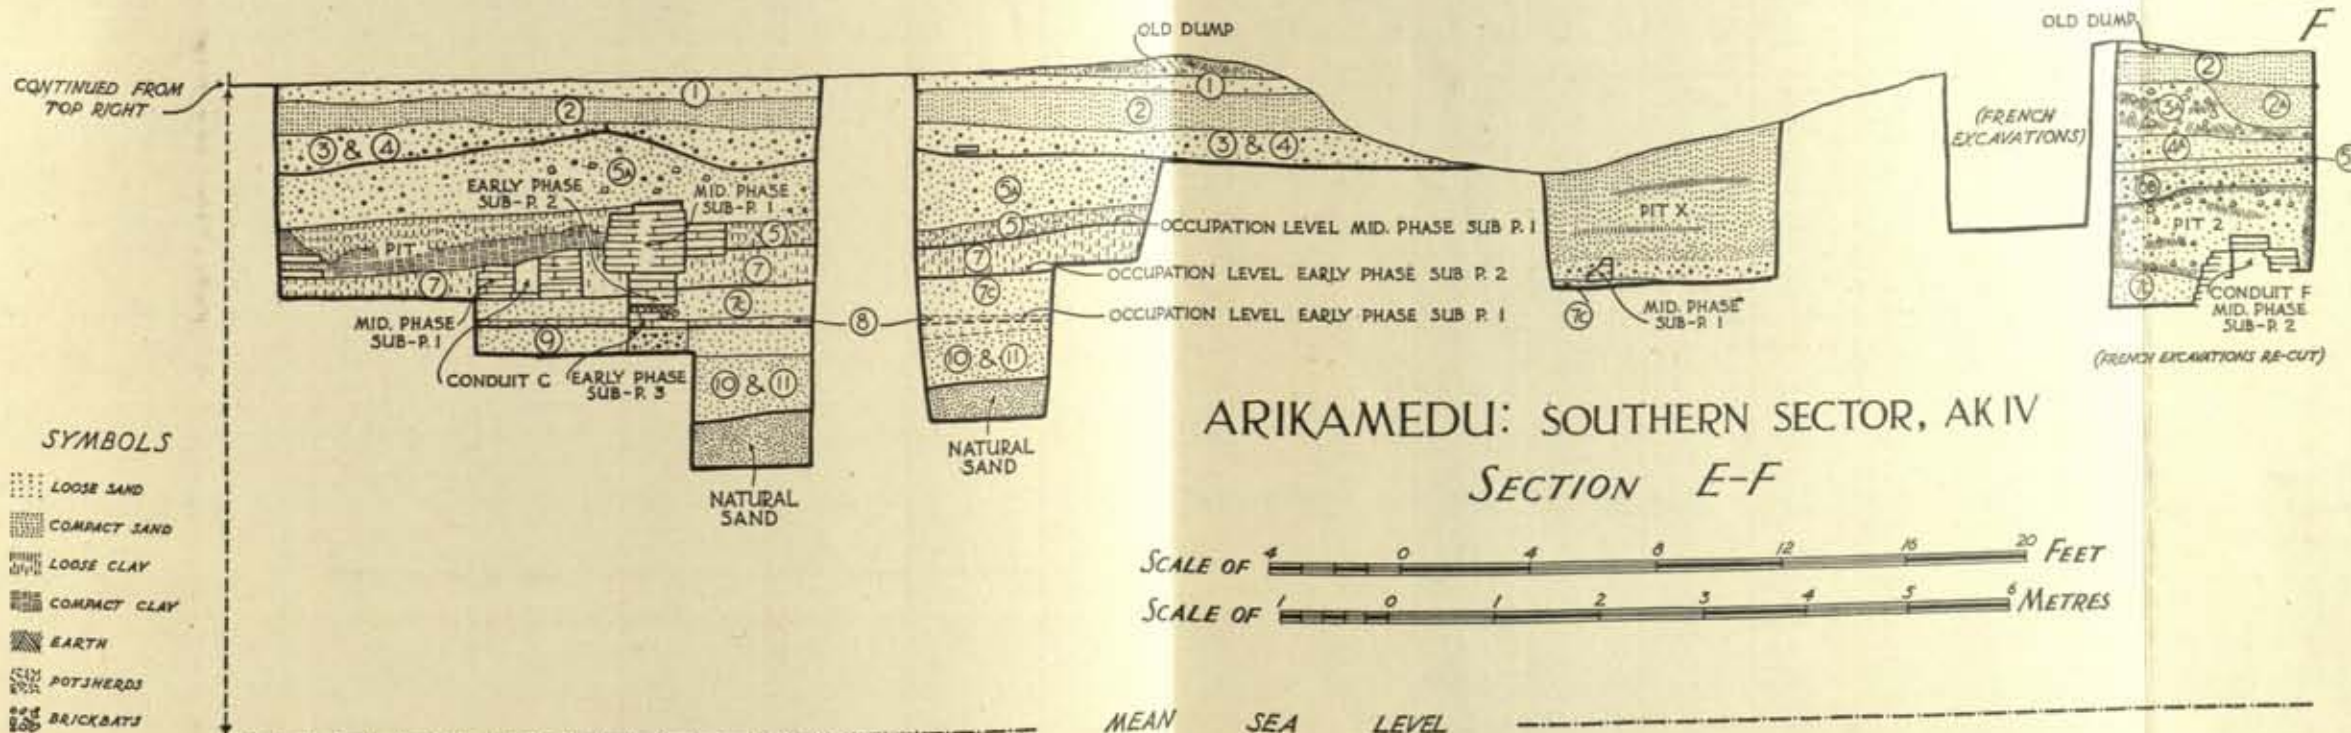 OLD DUMP
OLD DUMP
F
CONTINUED FROM
TOP RIGHT
1
2
3 & 4
5A
EARLY PHASE
SUB-P. 2
MID. PHASE
SUB-P. 1
PIT
5
7
7
7C
9
8
MID. PHASE
SUB-P. 1
CONDUIT C
EARLY PHASE
SUB-P. 3
10 & 11
NATURAL
SAND
1
2
3 & 4
5A
5
7
7C
10 & 11
NATURAL
SAND
OCCUPATION LEVEL MID. PHASE SUB P. 1
OCCUPATION LEVEL EARLY PHASE SUB P. 2
OCCUPATION LEVEL EARLY PHASE SUB P. 1
PIT X
7C
MID. PHASE
SUB-P. 1
(FRENCH
EXCAVATIONS)
2
2A
3A
4A
5
PIT 2
CONDUIT F
MID. PHASE
SUB-P. 2
(FRENCH EXCAVATIONS RE-CUT)
ARIKAMEDU: SOUTHERN SECTOR, AK IV
SECTION E-F
SCALE OF 4 0 4 8 12 16 20 FEET
SCALE OF 1 0 1 2 3 4 5 6 METRES
SYMBOLS
LOOSE SAND
COMPACT SAND
LOOSE CLAY
COMPACT CLAY
EARTH
POTSHERDS
BRICKBATS
MEAN SEA LEVEL